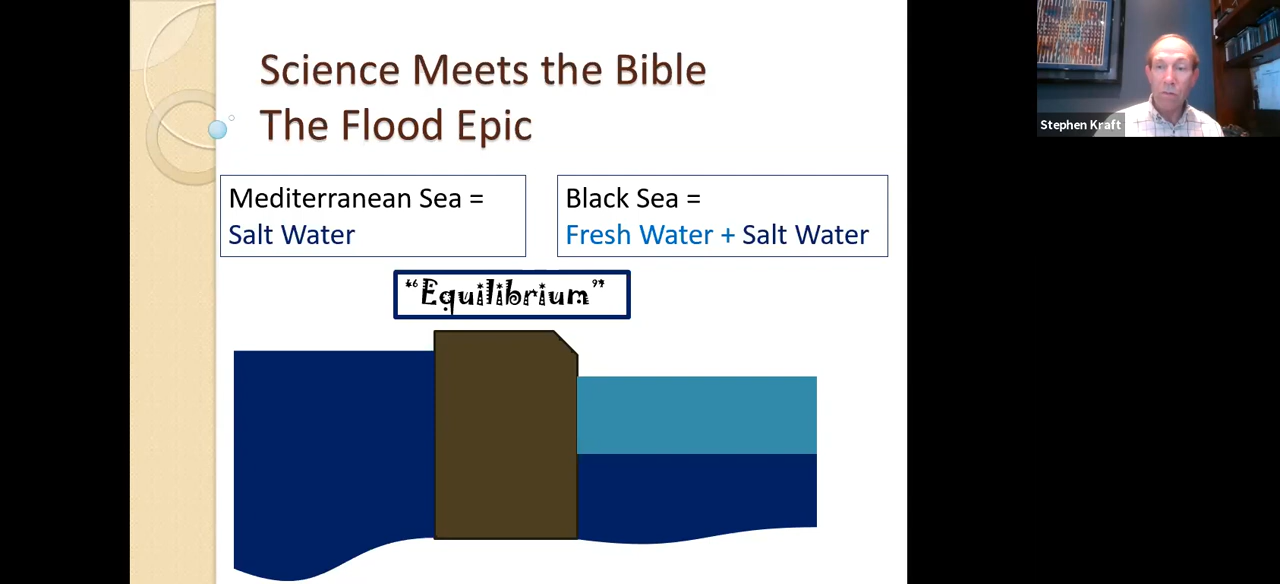 Science Meets the Bible
The Flood Epic
Mediterranean Sea =
Salt Water
Black Sea =
Fresh Water + Salt Water
“Equilibrium”
Stephen Kraft